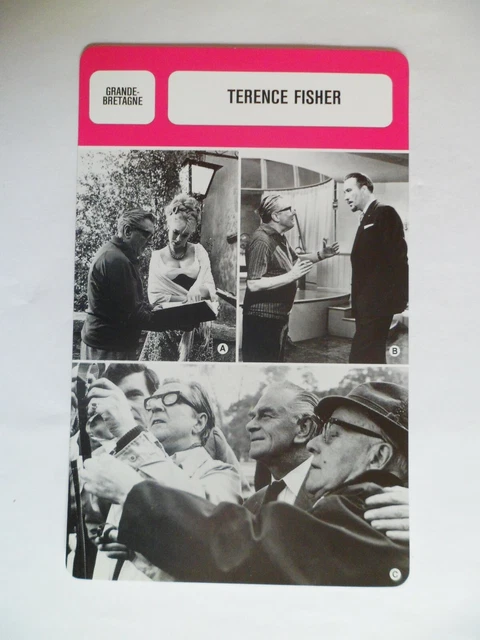 GRANDE-
BRETAGNE
TERENCE FISHER
A
B
C